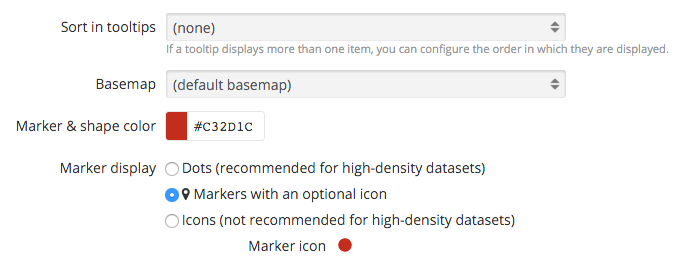 Sort in tooltips (none)
If a tooltip displays more than one item, you can configure the order in which they are displayed.
Basemap (default basemap)
Marker & shape color #C32D1C
Marker display Dots (recommended for high-density datasets)
Markers with an optional icon
Icons (not recommended for high-density datasets)
Marker icon